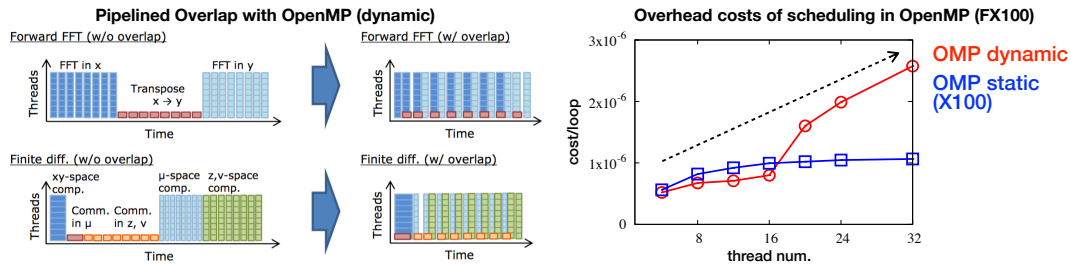 Pipelined Overlap with OpenMP (dynamic)
Forward FFT (w/o overlap)
FFT in x
FFT in y
Transpose
x → y
Threads
Time
Forward FFT (w/ overlap)
Threads
Time
Finite diff. (w/o overlap)
xy-space
comp.
μ-space
comp.
z,v-space
comp.
Comm.
in μ
Comm.
in z, v
Threads
Time
Finite diff. (w/ overlap)
Threads
Time
Overhead costs of scheduling in OpenMP (FX100)
3x10-6
2x10-6
1x10-6
0
cost/loop
8
16
24
32
thread num.
OMP dynamic
OMP static
(X100)